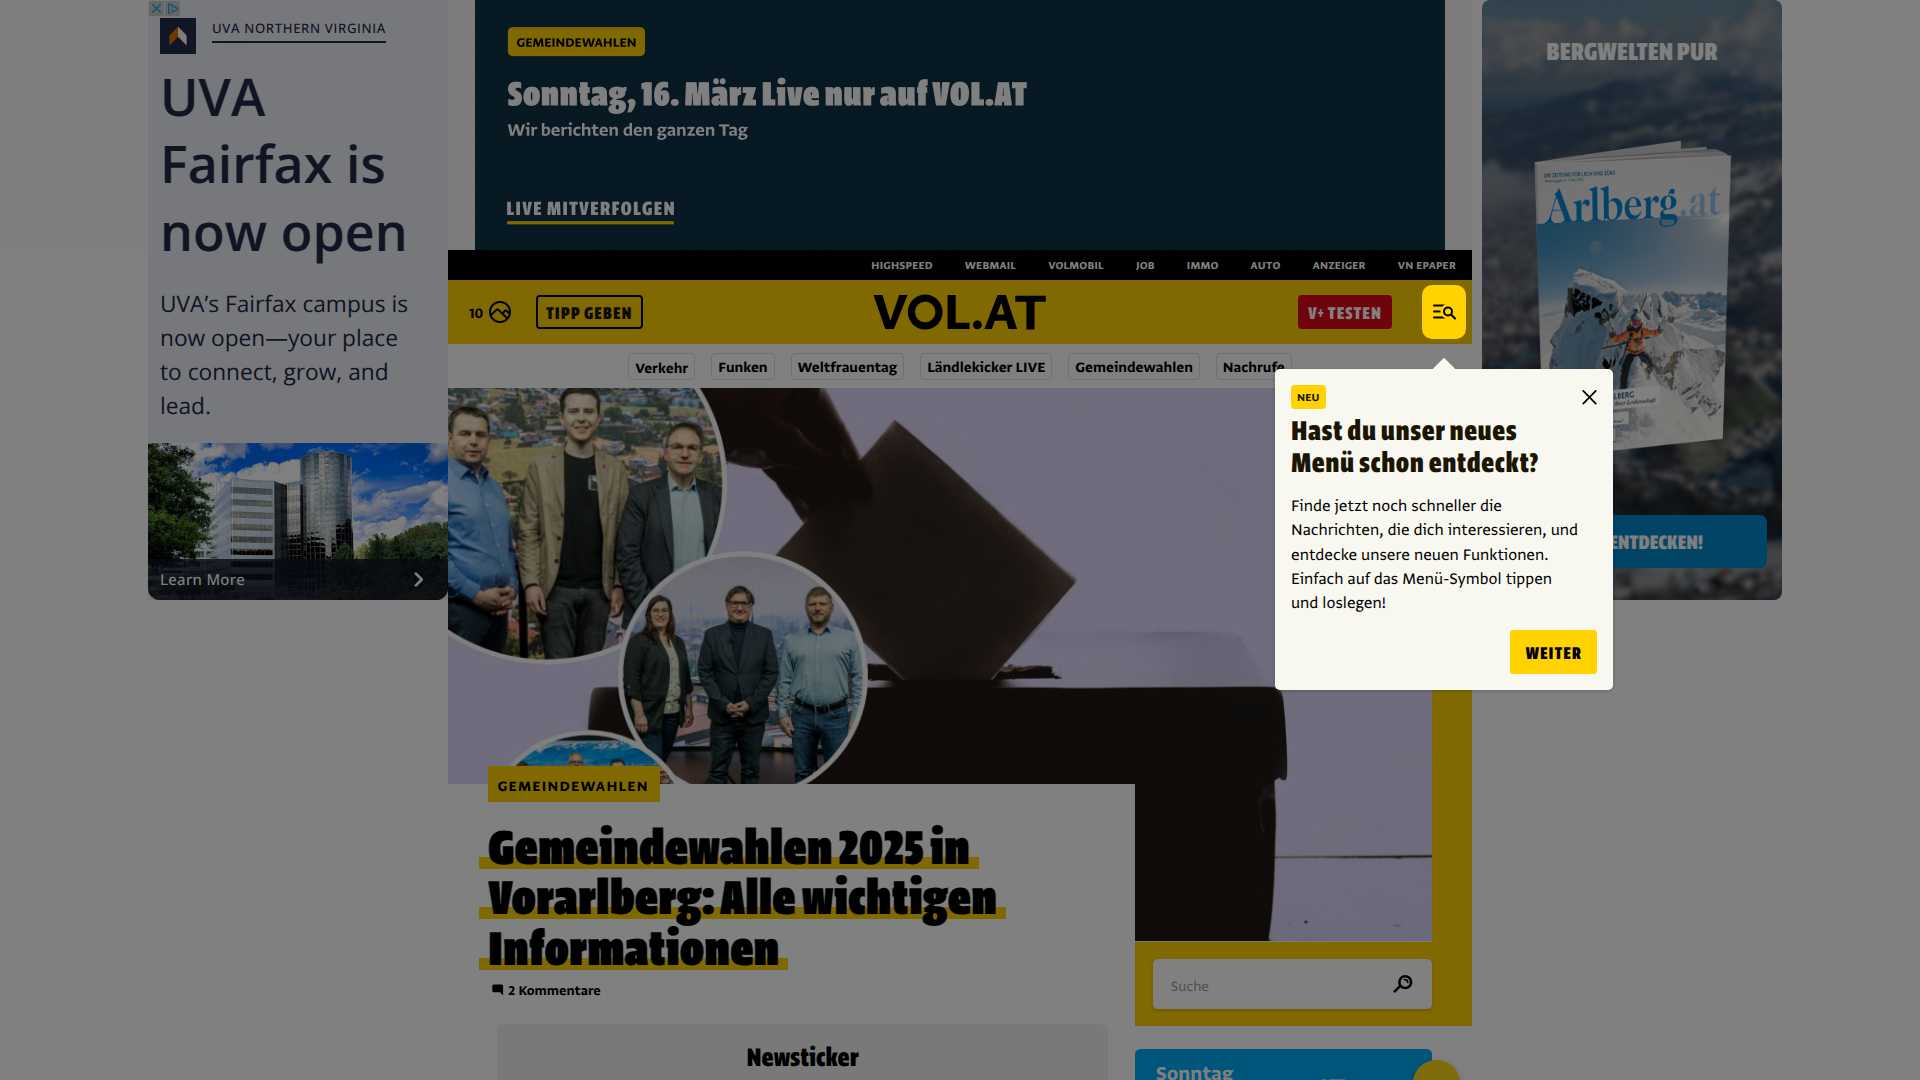 UVA NORTHERN VIRGINIA
UVA
Fairfax is
now open
UVA's Fairfax campus is
now open—your place
to connect, grow, and
lead.
Learn More
GEMEINDEWAHLEN
Sonntag, 16. März Live nur auf VOL.AT
Wir berichten den ganzen Tag
LIVE MITVERFOLGEN
HIGHSPEED WEBMAIL VOLMOBIL JOB IMMO AUTO ANZEIGER VN EPAPER
10
TIPP GEBEN
VOL.AT
V+ TESTEN
Verkehr Funken Weltfrauentag Ländlekicker LIVE Gemeindewahlen Nachrufe
BERGWELTEN PUR
Arlberg.at
ENTDECKEN!
NEU
Hast du unser neues
Menü schon entdeckt?
Finde jetzt noch schneller die
Nachrichten, die dich interessieren, und
entdecke unsere neuen Funktionen.
Einfach auf das Menü-Symbol tippen
und loslegen!
WEITER
GEMEINDEWAHLEN
Gemeindewahlen 2025 in
Vorarlberg: Alle wichtigen
Informationen
2 Kommentare
Newsticker
Suche
Sonntag